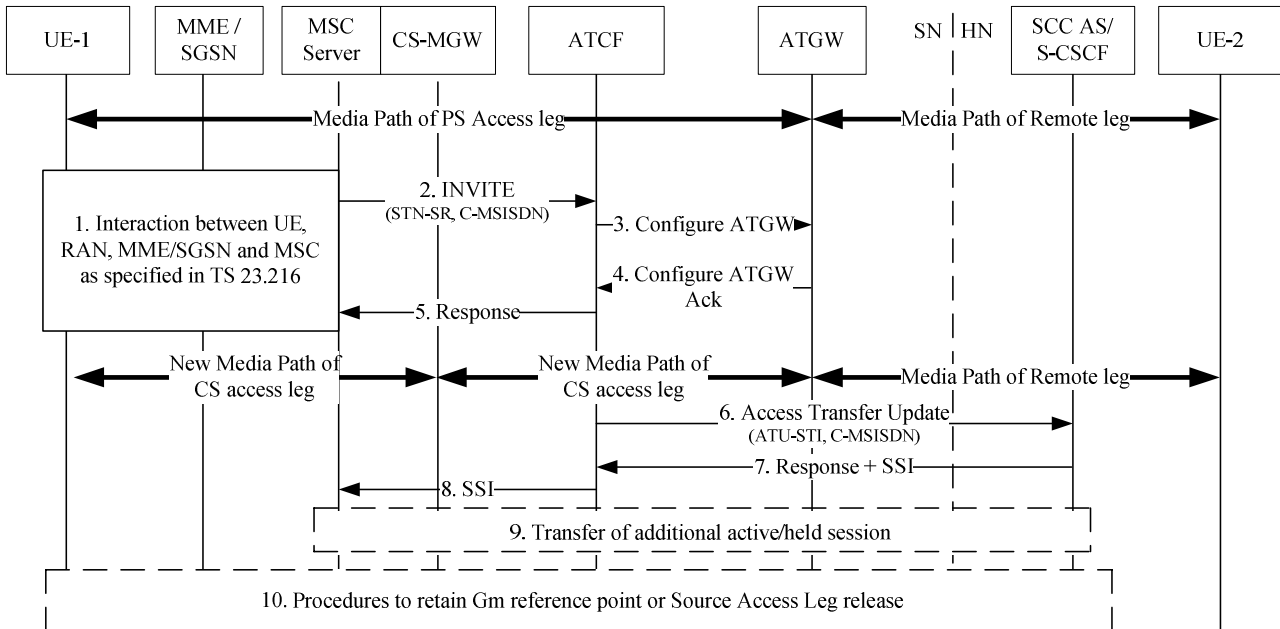 UE-1
MME /
SGSN
MSC
Server
CS-MGW
ATCF
ATGW
SN
HN
SCC AS/
S-CSCF
UE-2
Media Path of PS Access leg
Media Path of Remote leg
1. Interaction between UE,
RAN, MME/SGSN and MSC
as specified in TS 23.216
2. INVITE
(STN-SR, C-MSISDN)
3. Configure ATGW
4. Configure ATGW
Ack
5. Response
New Media Path of
CS access leg
New Media Path of
CS access leg
Media Path of Remote leg
6. Access Transfer Update
(ATU-STI, C-MSISDN)
7. Response + SSI
8. SSI
9. Transfer of additional active/held session
10. Procedures to retain Gm reference point or Source Access Leg release